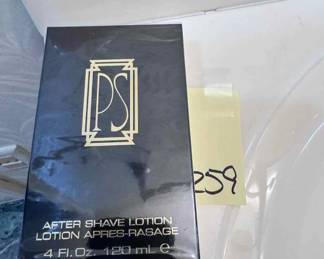 PS
259
AFTER SHAVE LOTION
LOTION APRES-RASAGE
4 Fl. Oz. 120 mL e